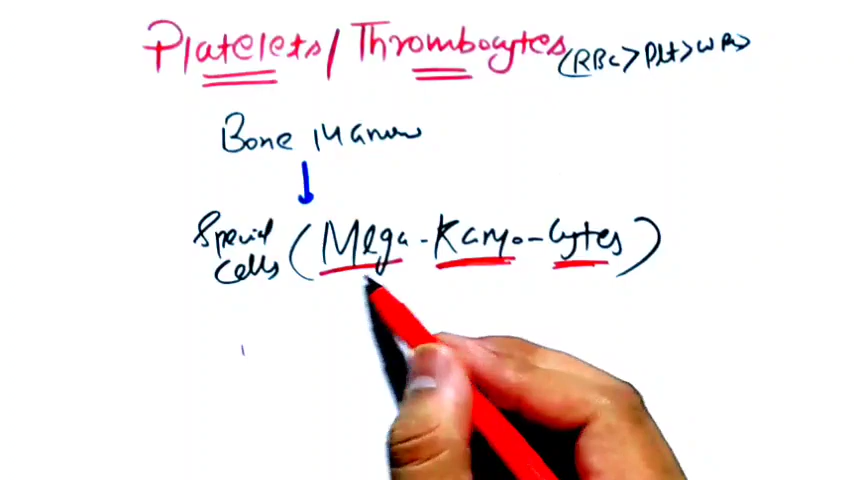 Platelets/Thrombocytes (RBC>Plt>WBC)
Bone Marrow
Special Cells (Mega-Karyo-Cytes)